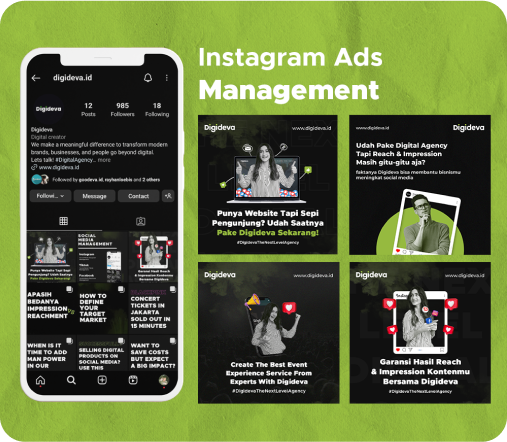 Instagram Ads
Management
digideva.id
Digideva
12
985
18
Posts
Followers
Following
Digideva
Digital creator
We make a meaningful difference to transform modern
brands, businesses, and people go beyond digital.
Lets talk! #DigitalAgency... more
www.digideva.id
Followed by goodeva.id, rayhanlasbis and 2 others
Followi...
Message
Contact
SOCIAL
MEDIA
MANAGEMENT
Instagram
Tiktok
Facebook
Punya Website Tapi Sepi
Pengunjung? Udah Saatnya
Pake Digideva Sekarang!
Garansi Hasil Reach
& Impression Kontenmu
Bersama Digideva
APASIH
BEDANYA
IMPRESSION
REACHMENT
HOW TO
DEFINE
YOUR
TARGET
MARKET
CONCERT
TICKETS IN
JAKARTA
SOLD OUT IN
15 MINUTES
WHEN IS IT
TIME TO ADD
MAN POWER
IN OUR
SELLING DIGITAL
PRODUCTS ON
SOCIAL MEDIA?
USE THIS
WANT TO
SAVE COSTS
BUT EXPECT
A BIG IMPACT?
Digideva
www.digideva.id
Punya Website Tapi Sepi
Pengunjung? Udah Saatnya
Pake Digideva Sekarang!
#DigidevaTheNextLevelAgency
www.digideva.id
Digideva
Udah Pake Digital Agency
Tapi Reach & Impression
Masih gitu-gitu aja?
faktanya Digideva bisa membantu bisnismu
meningkat social media
Digideva
www.digideva.id
Create The Best Event
Experience Service From
Experts With Digideva
#DigidevaTheNextLevelAgency
Digideva
www.digideva.id
Garansi Hasil Reach
& Impression Kontenmu
Bersama Digideva
#DigidevaTheNextLevelAgency